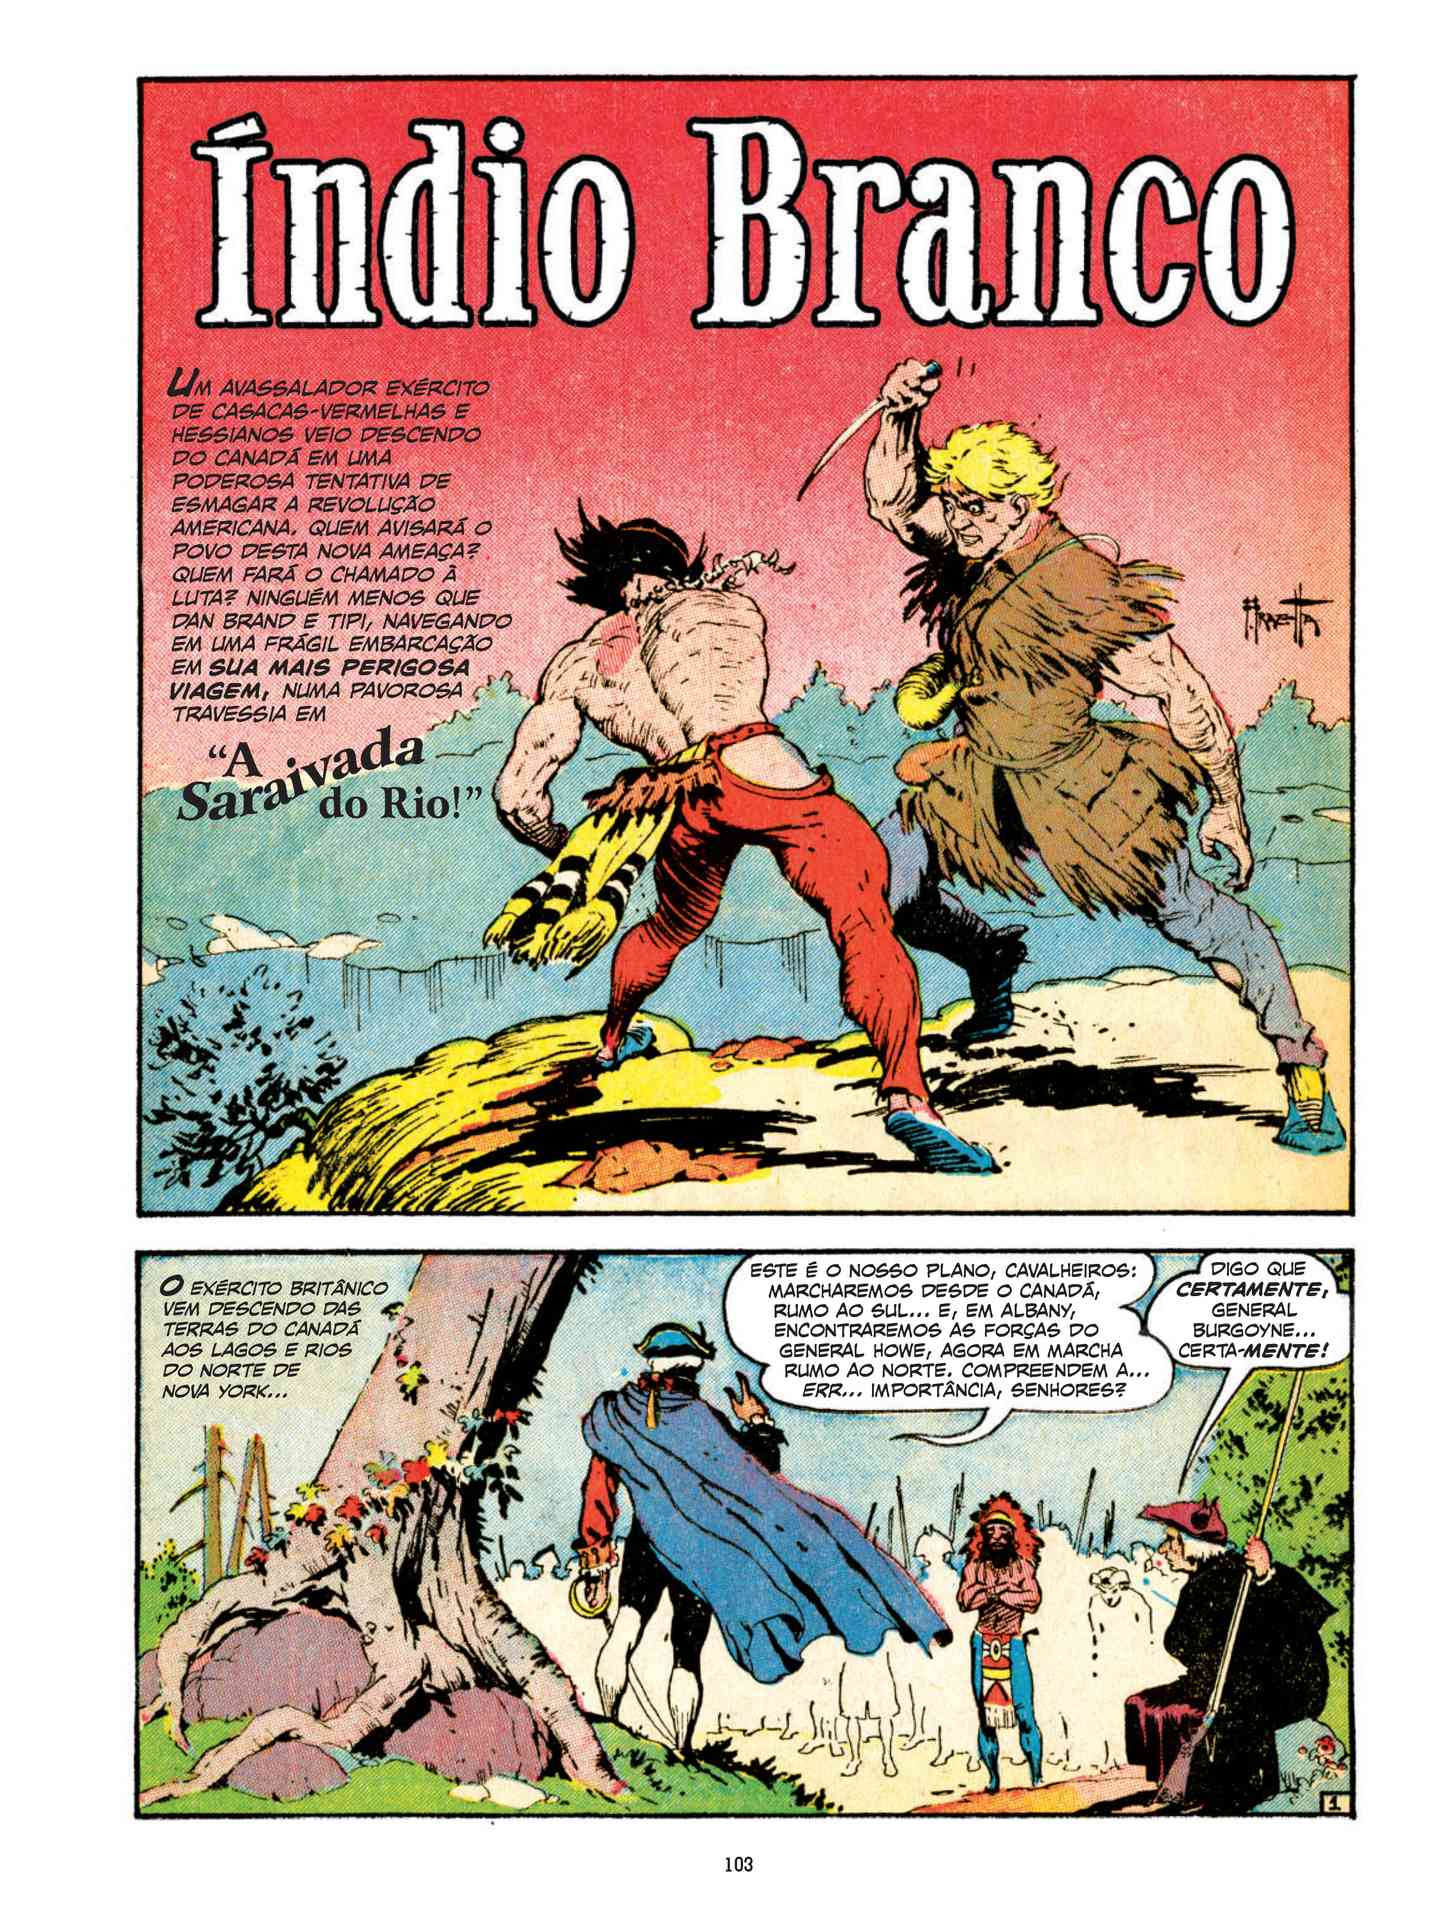 Índio Branco
UM AVASSALADOR EXÉRCITO
DE CASACAS-VERMELHAS E
HESSIANOS VEIO DESCENDO
DO CANADÁ EM UMA
PODEROSA TENTATIVA DE
ESMAGAR A REVOLUÇÃO
AMERICANA. QUEM AVISARÁ O
POVO DESTA NOVA AMEAÇA?
QUEM FARÁ O CHAMADO À
LUTA? NINGUÉM MENOS QUE
DAN BRAND E TIPI, NAVEGANDO
EM UMA FRÁGIL EMBARCAÇÃO
EM SUA MAIS PERIGOSA
VIAGEM, NUMA PAVOROSA
TRAVESSIA EM
“A
Saraivada
do Rio!”
FRAZETTA
O EXÉRCITO BRITÂNICO
VEM DESCENDO DAS
TERRAS DO CANADÁ
AOS LAGOS E RIOS
DO NORTE DE
NOVA YORK...
ESTE É O NOSSO PLANO, CAVALHEIROS:
MARCHAREMOS DESDE O CANADÁ,
RUMO AO SUL... E, EM ALBANY,
ENCONTRAREMOS AS FORÇAS DO
GENERAL HOWE, AGORA EM MARCHA
RUMO AO NORTE. COMPREENDEM A...
ERR... IMPORTÂNCIA, SENHORES?
DIGO QUE
CERTAMENTE,
GENERAL
BURGOYNE...
CERTA-MENTE!
1
103